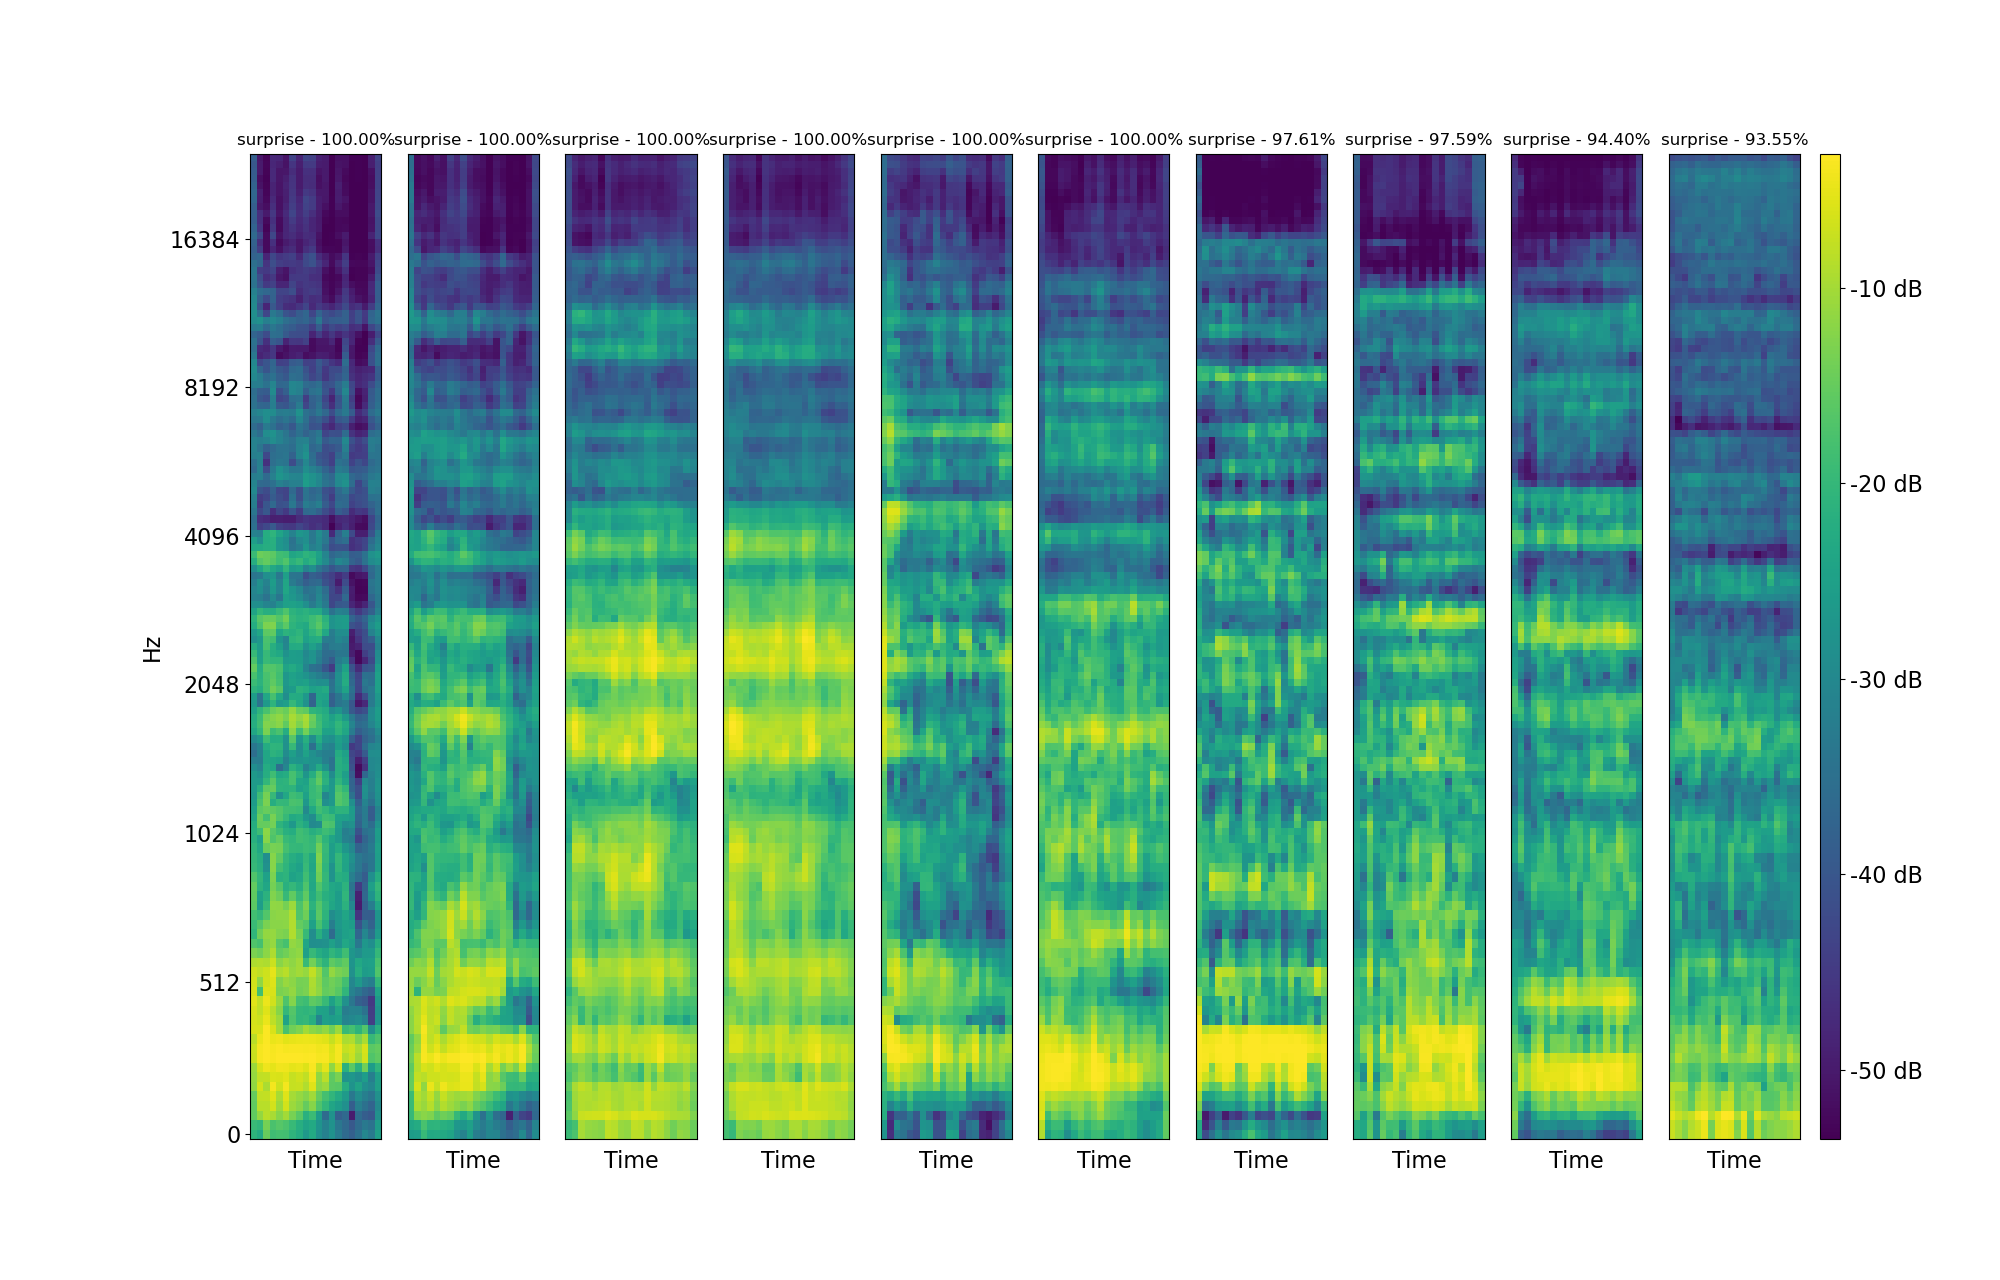 surprise - 100.00% surprise - 100.00% surprise - 100.00% surprise - 100.00% surprise - 100.00% surprise - 100.00% surprise - 97.61% surprise - 97.59% surprise - 94.40% surprise - 93.55%
16384
8192
4096
2048
1024
512
0
Hz
Time Time Time Time Time Time Time Time Time Time
-10 dB
-20 dB
-30 dB
-40 dB
-50 dB